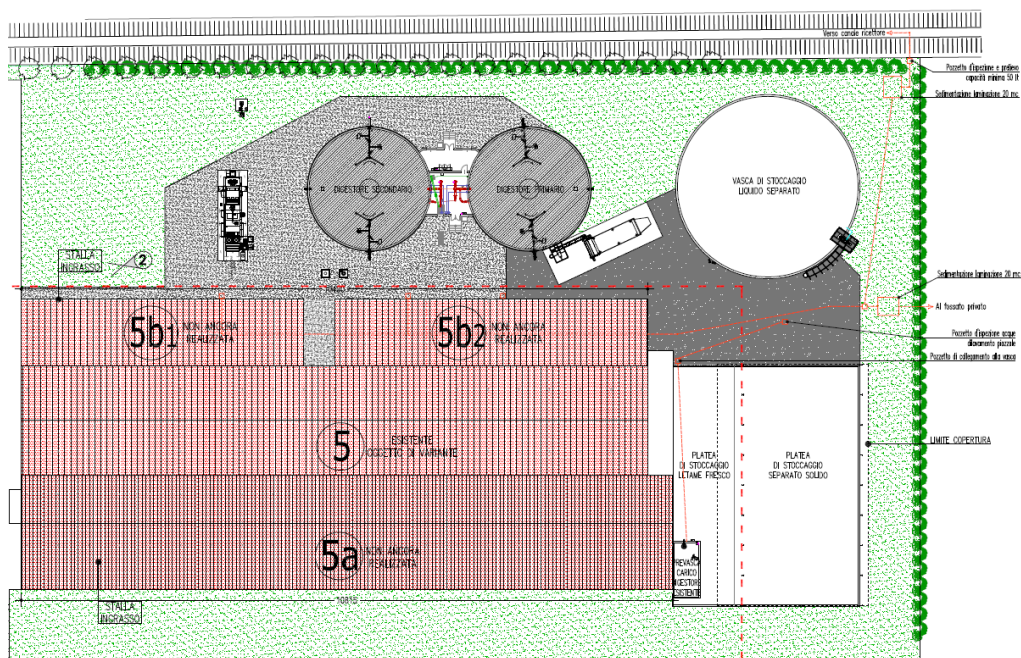 Verso canale ricettore
Pozzetto d'ispezione e prelievo
capacità minima 50 lt
Sedimentazione laminazione 20 mc
DIGESTORE SECONDARIO
DIGESTORE PRIMARIO
VASCA DI STOCCAGGIO
LIQUIDO SEPARATO
STALLA
INGRASSO
2
Sedimentazione laminazione 20 mc
Al fossato privato
5b1
NON ANCORA
REALIZZATA
5b2
NON ANCORA
REALIZZATA
Pozzetto d'ispezione acque
dilavamento piazzale
Pozzetto di collegamento alla vasca
5
ESISTENTE
OGGETTO DI VARIANTE
LIMITE COPERTURA
PLATEA
DI STOCCAGGIO
LETAME FRESCO
PLATEA
DI STOCCAGGIO
SEPARATO SOLIDO
5a
NON ANCORA
REALIZZATA
PREVASCA
CARICO
DIGESTORE
ESISTENTE
STALLA
INGRASSO